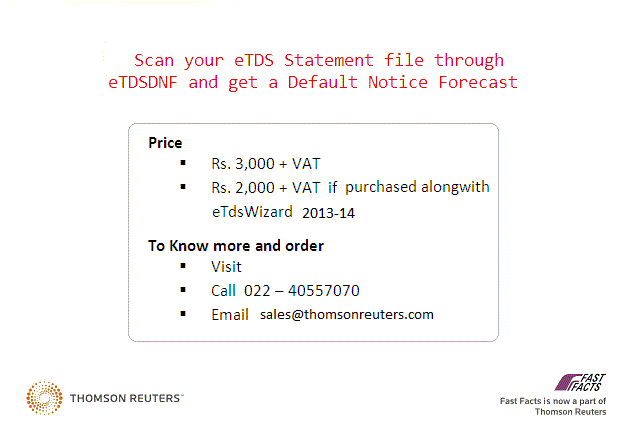 Scan your eTDS Statement file through
eTDSDNF and get a Default Notice Forecast
Price
▪ Rs. 3,000 + VAT
▪ Rs. 2,000 + VAT if purchased alongwith
eTdsWizard 2013-14
To Know more and order
▪ Visit
▪ Call 022 – 40557070
▪ Email sales@thomsonreuters.com
THOMSON REUTERS™
FAST
FACTS
Fast Facts is now a part of
Thomson Reuters